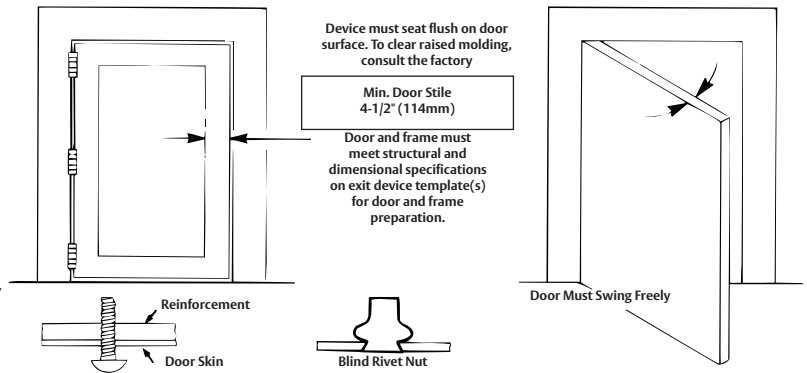 Device must seat flush on door
surface. To clear raised molding,
consult the factory
Min. Door Stile
4-1/2" (114mm)
Door and frame must
meet structural and
dimensional specifications
on exit device template(s)
for door and frame
preparation.
Door Must Swing Freely
Reinforcement
Door Skin
Blind Rivet Nut